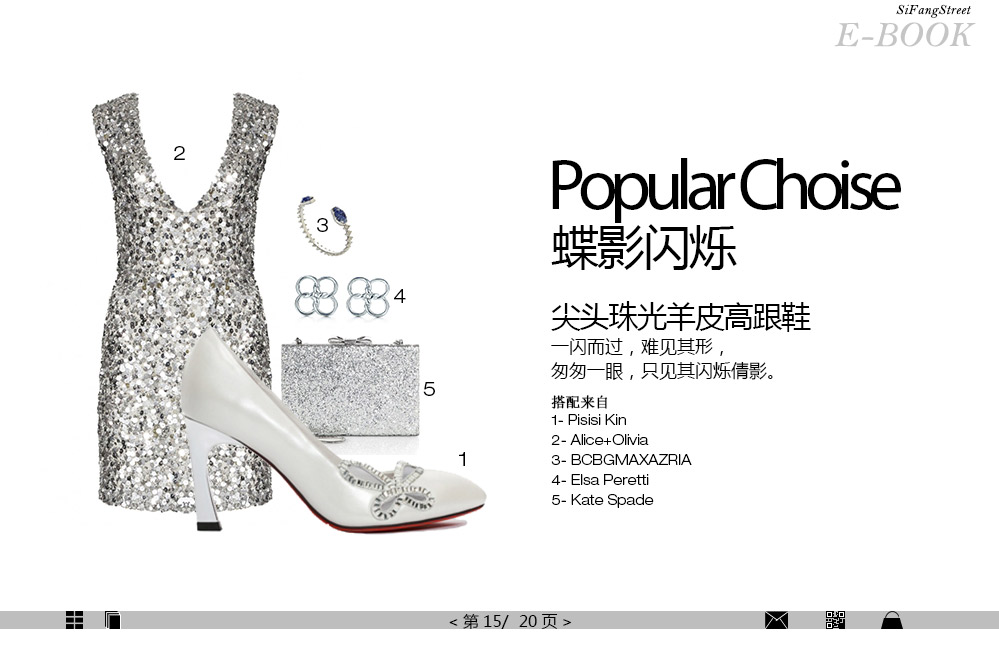 SiFangStreet
E-BOOK
2
3
4
5
1
Popular Choise
蝶影闪烁
尖头珠光羊皮高跟鞋
一闪而过，难见其形，
匆匆一眼，只见其闪烁倩影。
搭配来自
1- Pisisi Kin
2- Alice+Olivia
3- BCBGMAXAZRIA
4- Elsa Peretti
5- Kate Spade
< 第 15/ 20 页 >